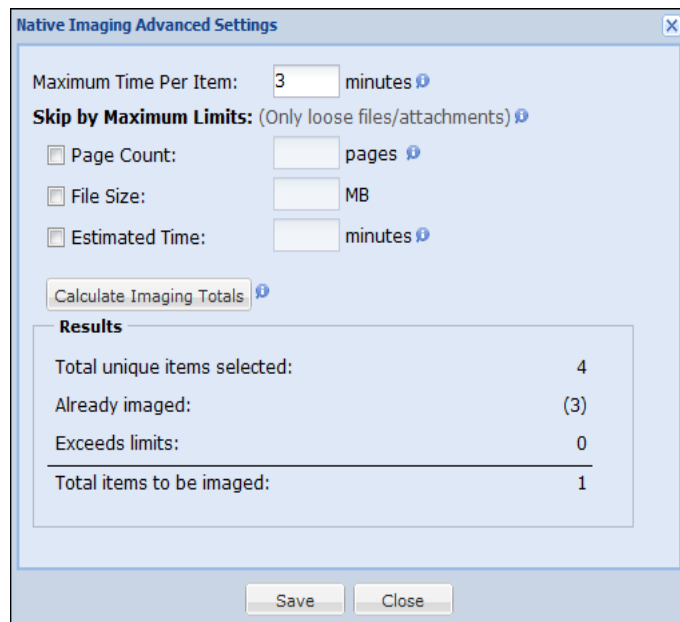 Native Imaging Advanced Settings
Maximum Time Per Item: 3 minutes
Skip by Maximum Limits: (Only loose files/attachments)
Page Count: pages
File Size: MB
Estimated Time: minutes
Calculate Imaging Totals
Results
Total unique items selected: 4
Already imaged: (3)
Exceeds limits: 0
Total items to be imaged: 1
Save Close